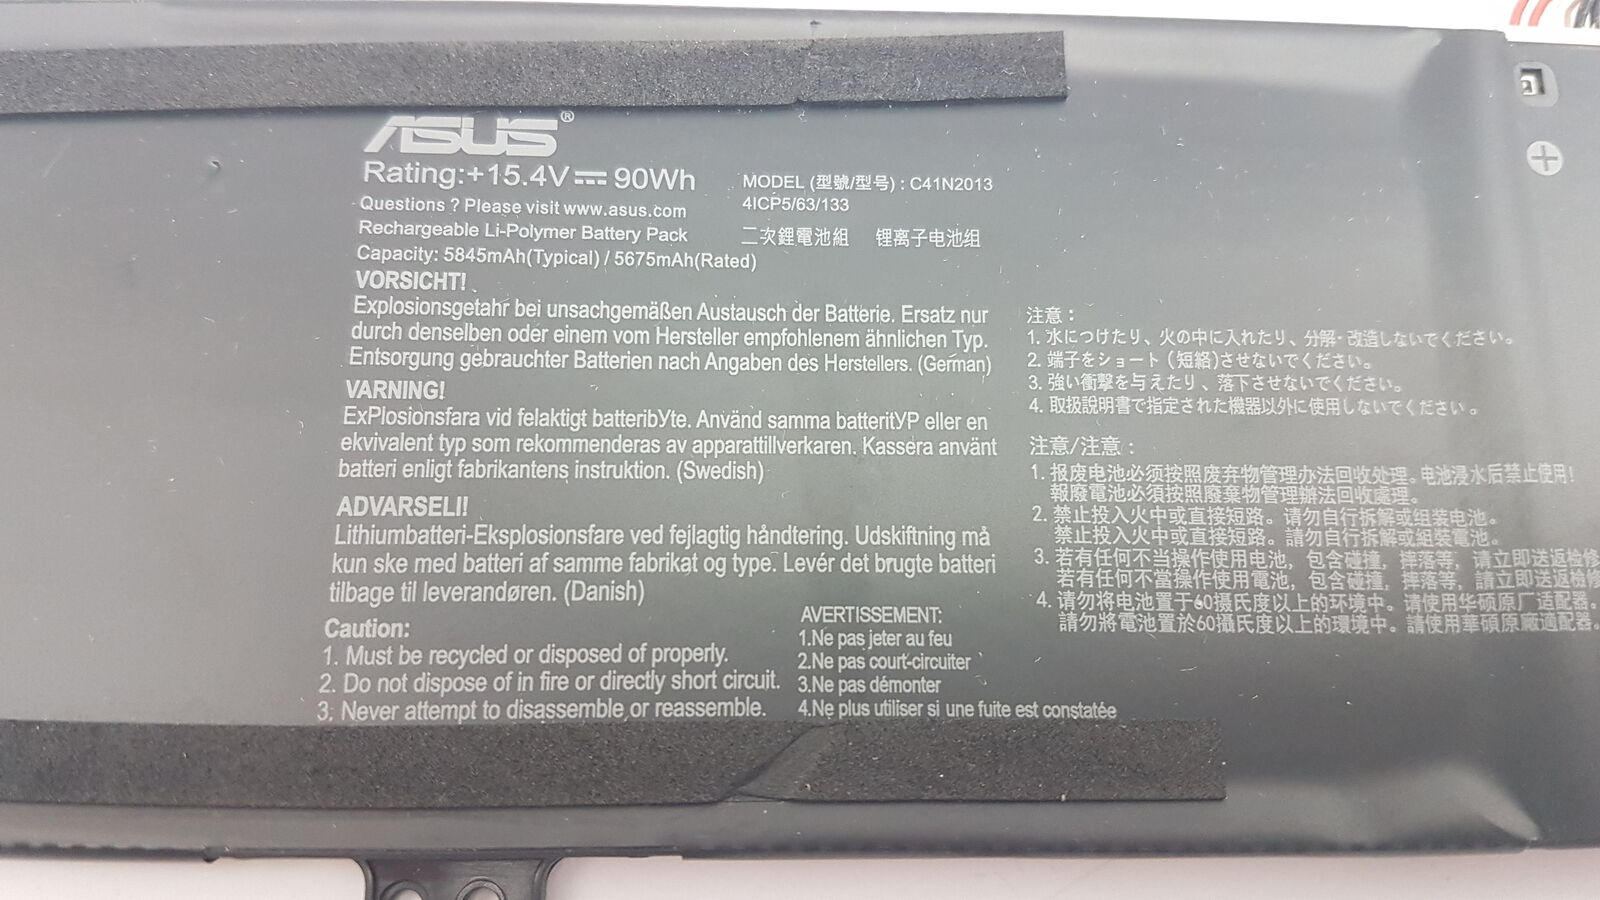 ASUS®
Rating:+15.4V⎓90Wh
Questions ? Please visit www.asus.com
Rechargeable Li-Polymer Battery Pack
Capacity: 5845mAh(Typical) / 5675mAh(Rated)
MODEL (型號/型号) : C41N2013
4ICP5/63/133
二次鋰電池組 锂离子电池组
VORSICHT!
Explosionsgetahr bei unsachgemäßen Austausch der Batterie. Ersatz nur
durch denselben oder einem vom Hersteller empfohlenem ähnlichen Typ.
Entsorgung gebrauchter Batterien nach Angaben des Herstellers. (German)
VARNING!
ExPlosionsfara vid felaktigt batteribyte. Använd samma batterityP eller en
ekvivalent typ som rekommenderas av apparattillverkaren. Kassera använt
batteri enligt fabrikantens instruktion. (Swedish)
ADVARSELI!
Lithiumbatteri-Eksplosionsfare ved fejlagtig håndtering. Udskiftning må
kun ske med batteri af samme fabrikat og type. Levér det brugte batteri
tilbage til leverandøren. (Danish)
Caution:
1. Must be recycled or disposed of properly.
2. Do not dispose of in fire or directly short circuit.
3. Never attempt to disassemble or reassemble.
AVERTISSEMENT:
1.Ne pas jeter au feu
2.Ne pas court-circuiter
3.Ne pas démonter
4.Ne plus utiliser si une fuite est constatée
注意：
1. 水につけたり、火の中に入れたり、分解・改造しないでください。
2. 端子をショート（短絡)させないでください。
3. 強い衝撃を与えたり、落下させないでください。
4. 取扱説明書で指定された機器以外に使用しないでください。
注意/注意：
1. 报废电池必须按照废弃物管理办法回收处理。电池浸水后禁止使用!
報廢電池必須按照廢棄物管理辦法回收處理。
2. 禁止投入火中或直接短路。请勿自行拆解或组装电池。
禁止投入火中或直接短路。請勿自行拆解或組裝電池。
3. 若有任何不当操作使用电池，包含碰撞，摔落等，请立即送返检修
若有任何不當操作使用電池，包含碰撞，摔落等，請立即送返檢修
4. 请勿将电池置于60摄氏度以上的环境中。请使用华硕原厂适配器。
請勿將電池置於60攝氏度以上的環境中。請使用華碩原廠適配器。